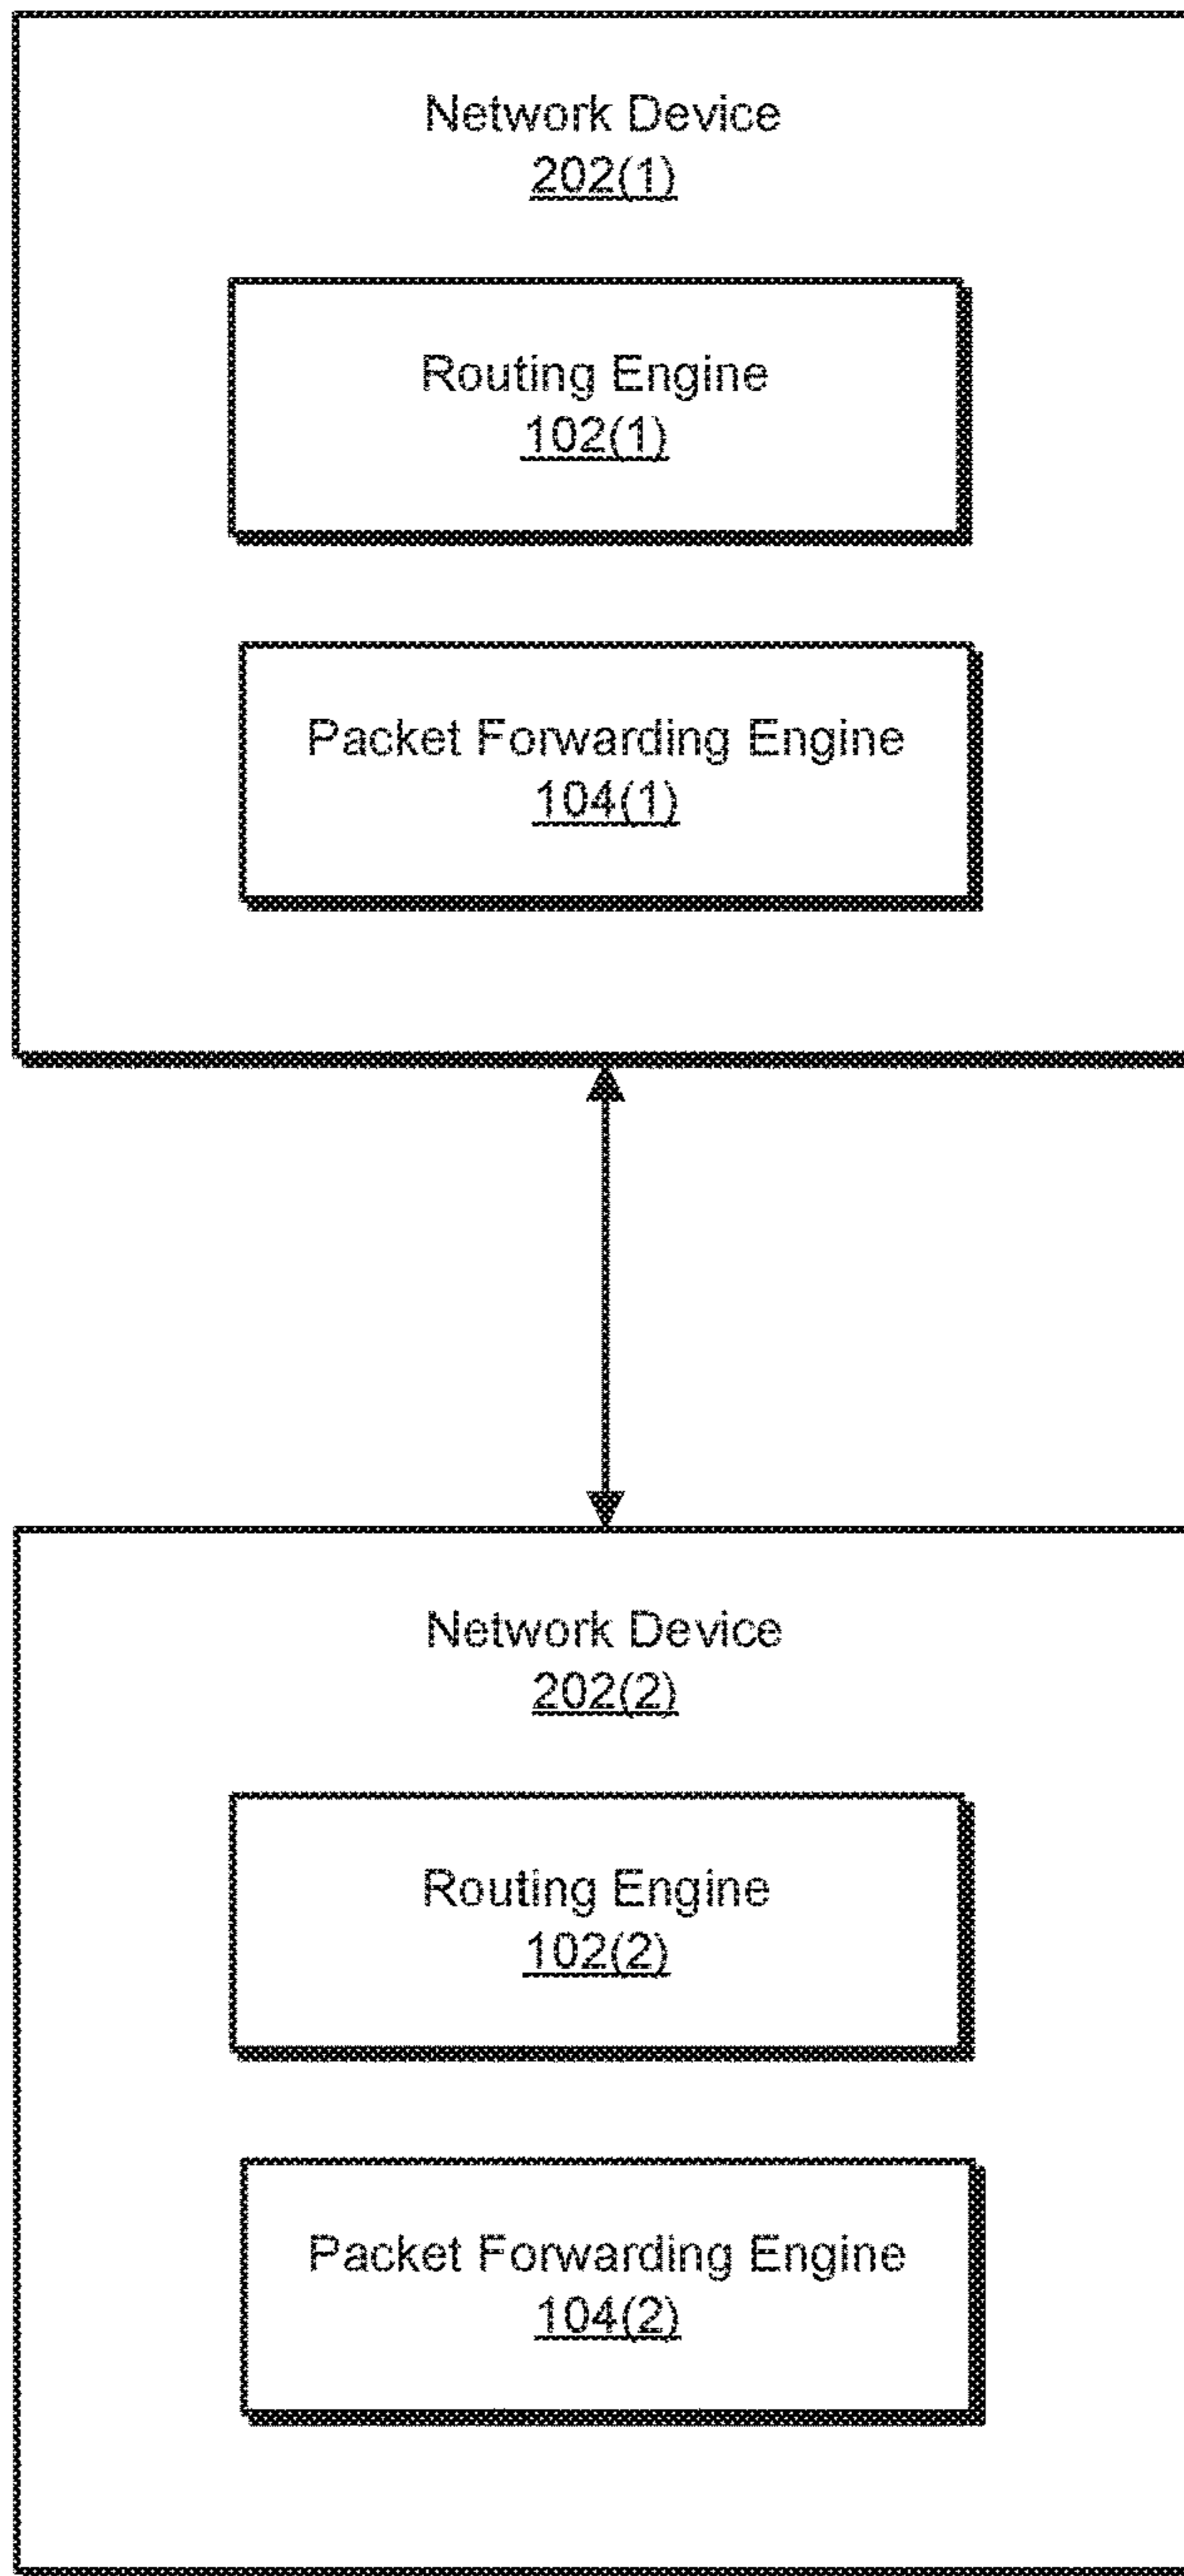 Network Device
202(1)
Routing Engine
102(1)
Packet Forwarding Engine
104(1)
Network Device
202(2)
Routing Engine
102(2)
Packet Forwarding Engine
104(2)